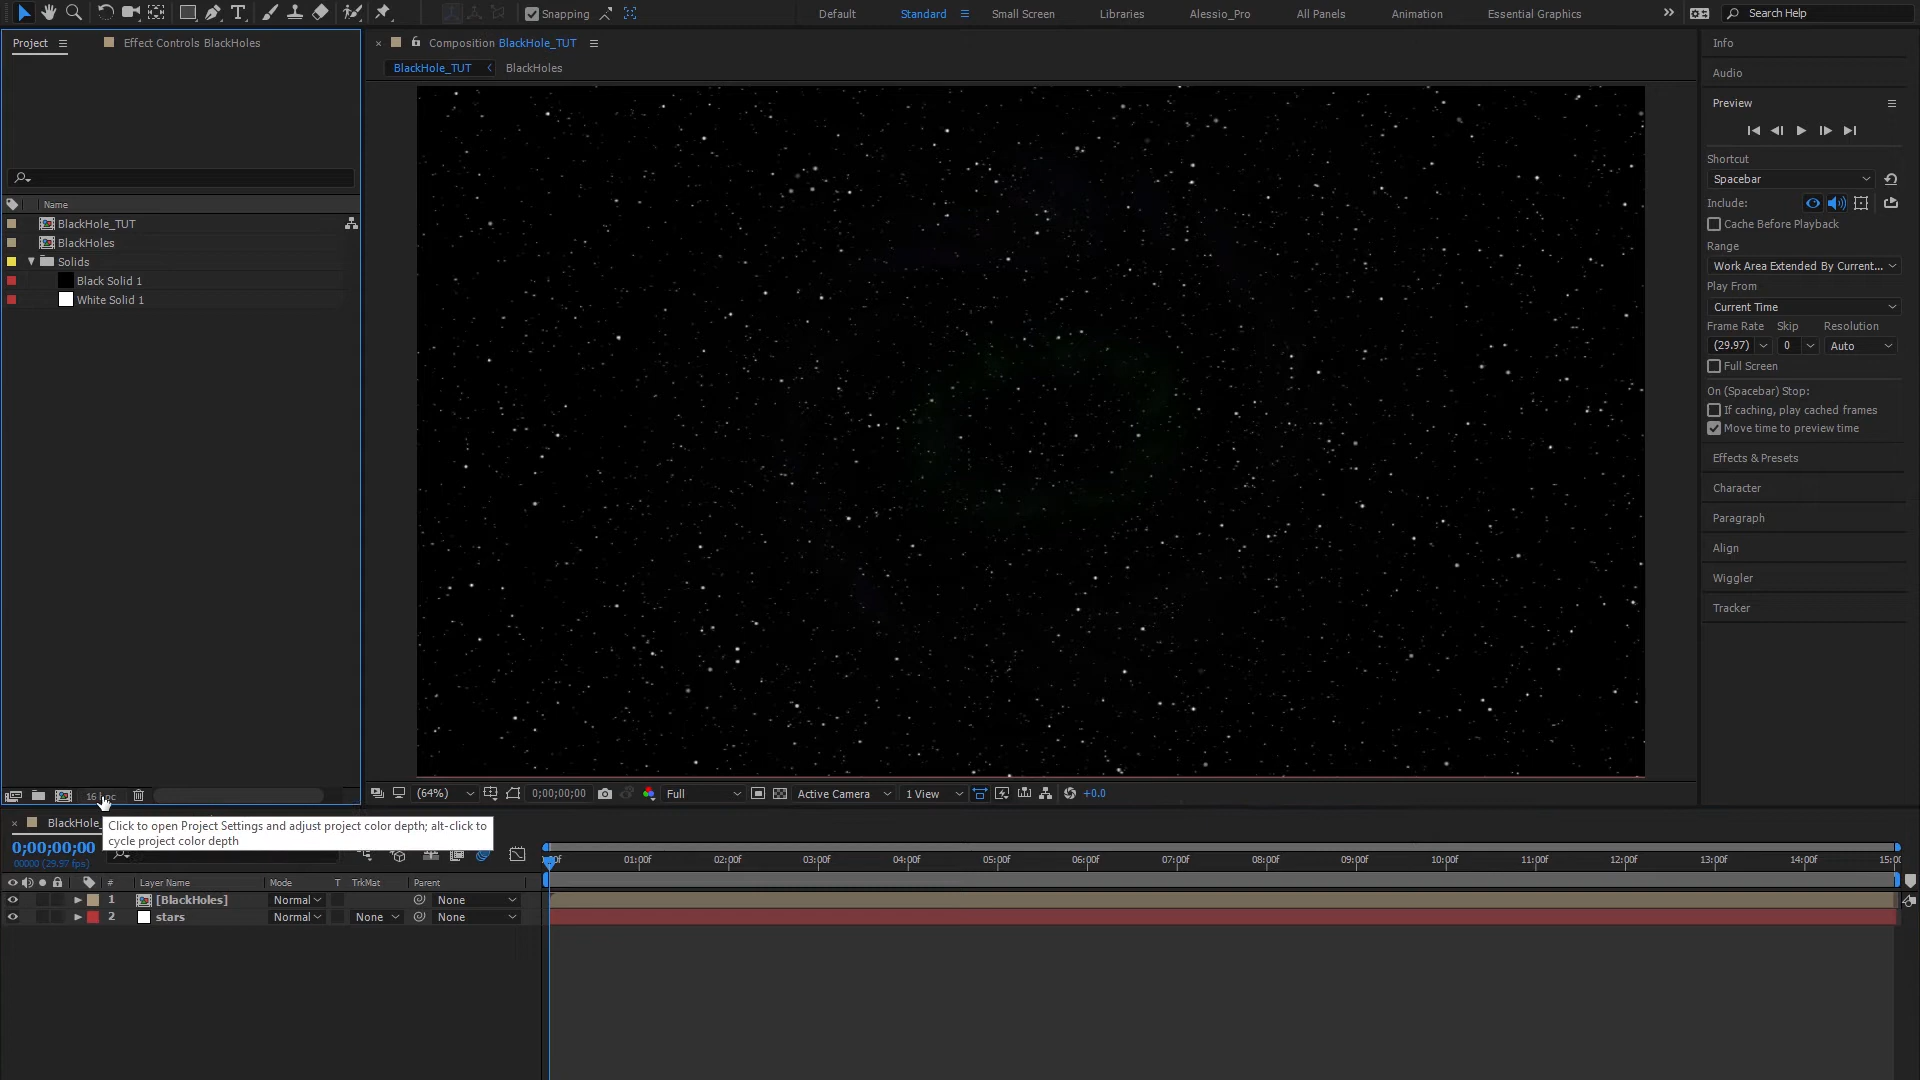 Snapping
Default
Standard
Small Screen
Libraries
Alessio_Pro
All Panels
Animation
Essential Graphics
Search Help
Project
Effect Controls BlackHoles
Composition BlackHole_TUT
BlackHole_TUT
BlackHoles
Name
BlackHole_TUT
BlackHoles
Solids
Black Solid 1
White Solid 1
Info
Audio
Preview
Shortcut
Spacebar
Include:
Cache Before Playback
Range
Work Area Extended By Current...
Play From
Current Time
Frame Rate Skip Resolution
(29.97) 0 Auto
Full Screen
On (Spacebar) Stop:
If caching, play cached frames
Move time to preview time
Effects & Presets
Character
Paragraph
Align
Wiggler
Tracker
(64%) 0;00;00;00 Full Active Camera 1 View +0.0
BlackHole_
Click to open Project Settings and adjust project color depth; alt-click to
cycle project color depth
0;00;00;00
00000 (29.97 fps)
01:00f 02:00f 03:00f 04:00f 05:00f 06:00f 07:00f 08:00f 09:00f 10:00f 11:00f 12:00f 13:00f 14:00f
# Layer Name Mode T TrkMat Parent
1 [BlackHoles] Normal None
2 stars Normal None None